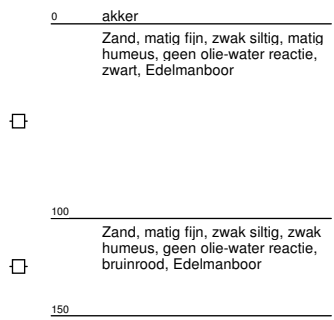 0 akker
Zand, matig fijn, zwak siltig, matig
humeus, geen olie-water reactie,
zwart, Edelmanboor
100
Zand, matig fijn, zwak siltig, zwak
humeus, geen olie-water reactie,
bruinrood, Edelmanboor
150